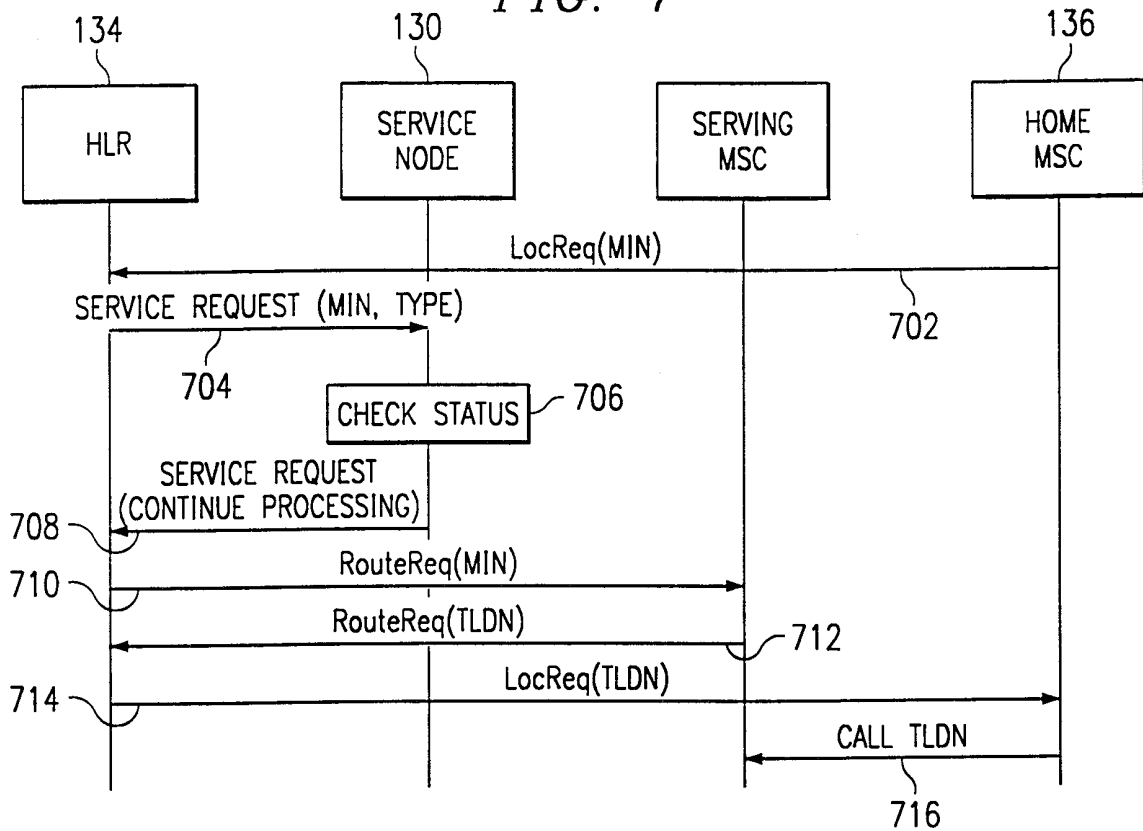 FIG. 7
134
130
136
HLR
SERVICE
NODE
SERVING
MSC
HOME
MSC
LocReq(MIN)
702
SERVICE REQUEST (MIN, TYPE)
704
CHECK STATUS
706
SERVICE REQUEST
(CONTINUE PROCESSING)
708
RouteReq(MIN)
710
RouteReq(TLDN)
712
LocReq(TLDN)
714
CALL TLDN
716